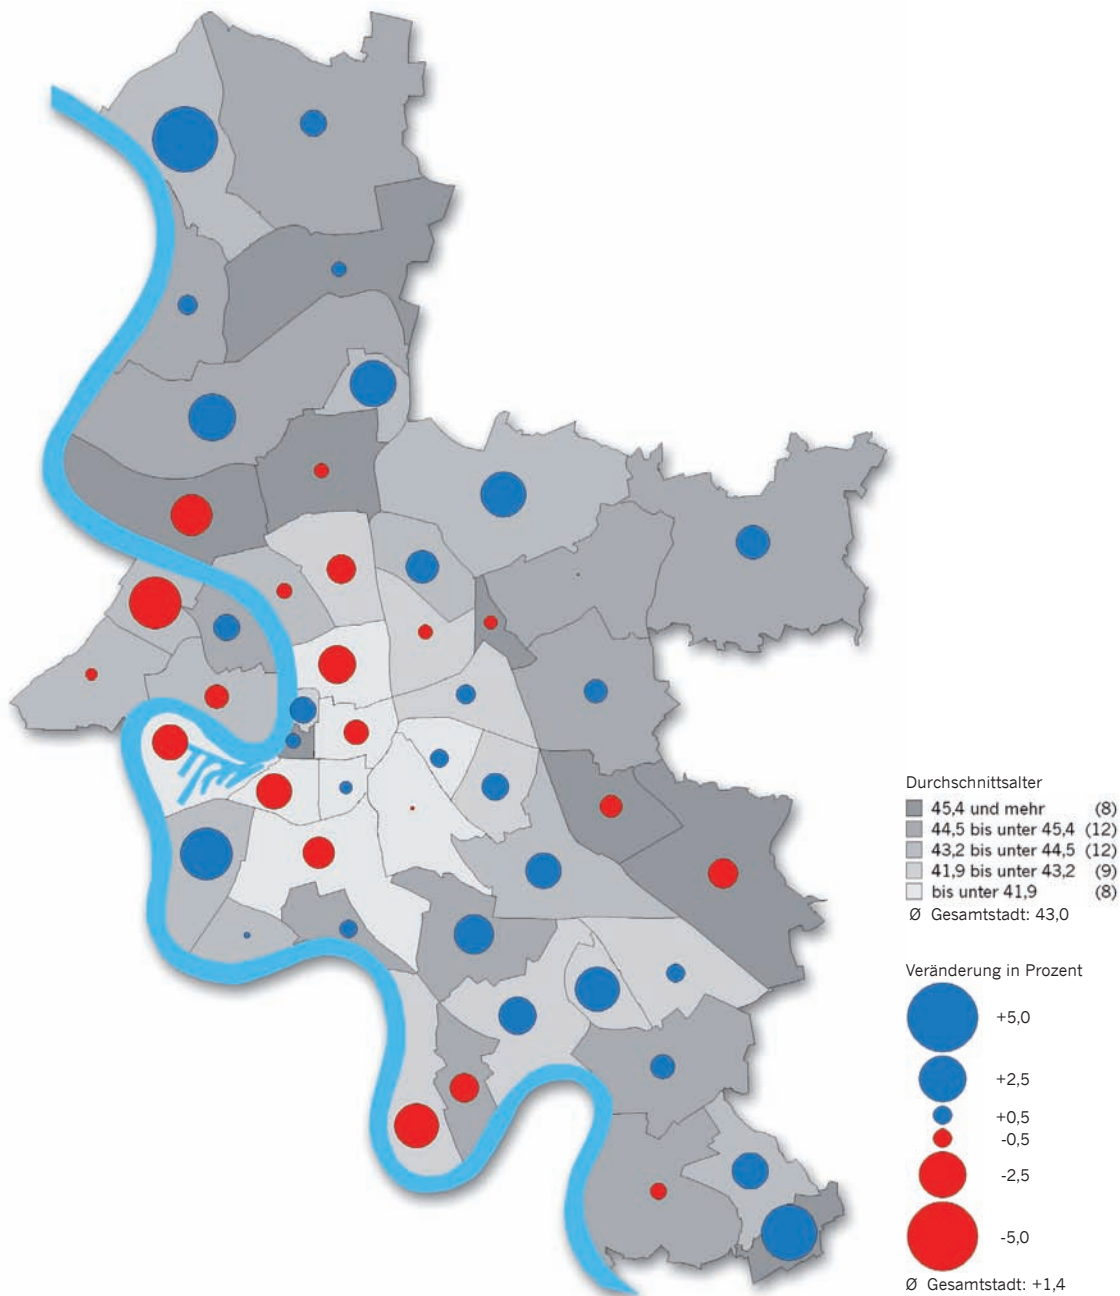 Durchschnittsalter
45,4 und mehr (8)
44,5 bis unter 45,4 (12)
43,2 bis unter 44,5 (12)
41,9 bis unter 43,2 (9)
bis unter 41,9 (8)
Ø Gesamtstadt: 43,0
Veränderung in Prozent
+5,0
+2,5
+0,5
-0,5
-2,5
-5,0
Ø Gesamtstadt: +1,4